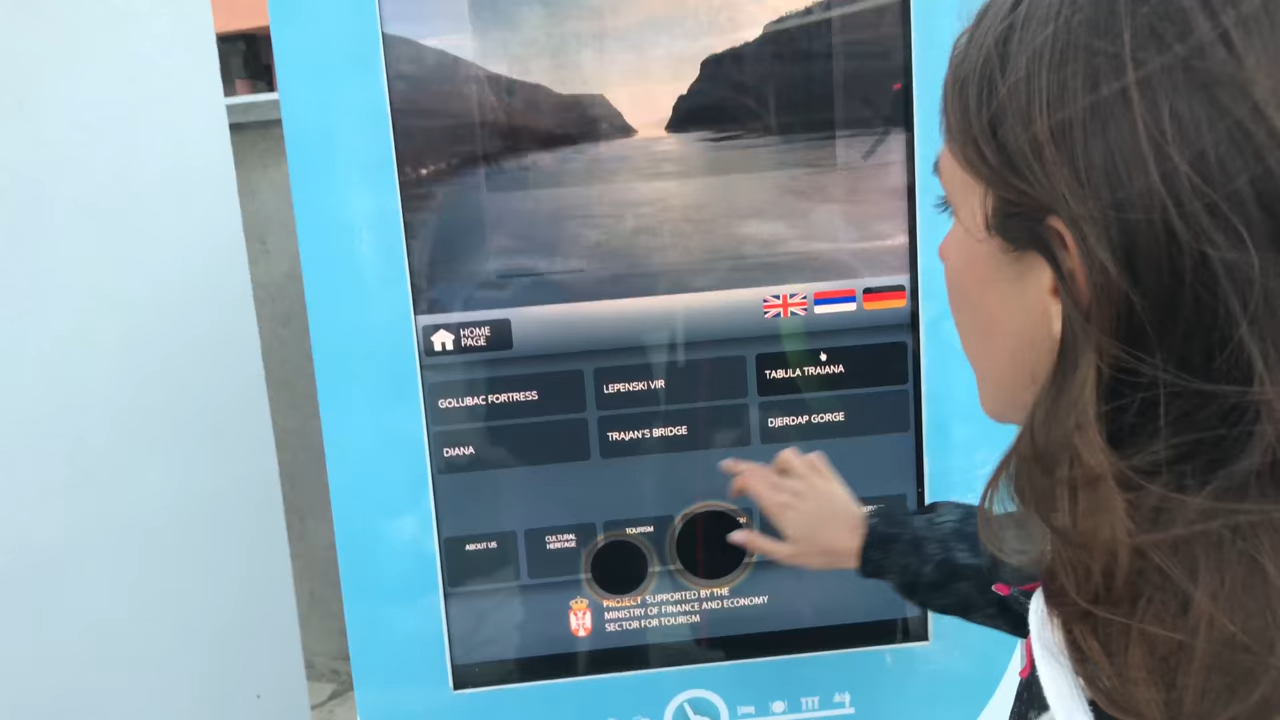 HOME
PAGE
GOLUBAC FORTRESS
LEPENSKI VIR
TABULA TRAIANA
DIANA
TRAJAN'S BRIDGE
DJERDAP GORGE
ABOUT US
CULTURAL
HERITAGE
TOURISM
PROJECT SUPPORTED BY THE
MINISTRY OF FINANCE AND ECONOMY
SECTOR FOR TOURISM